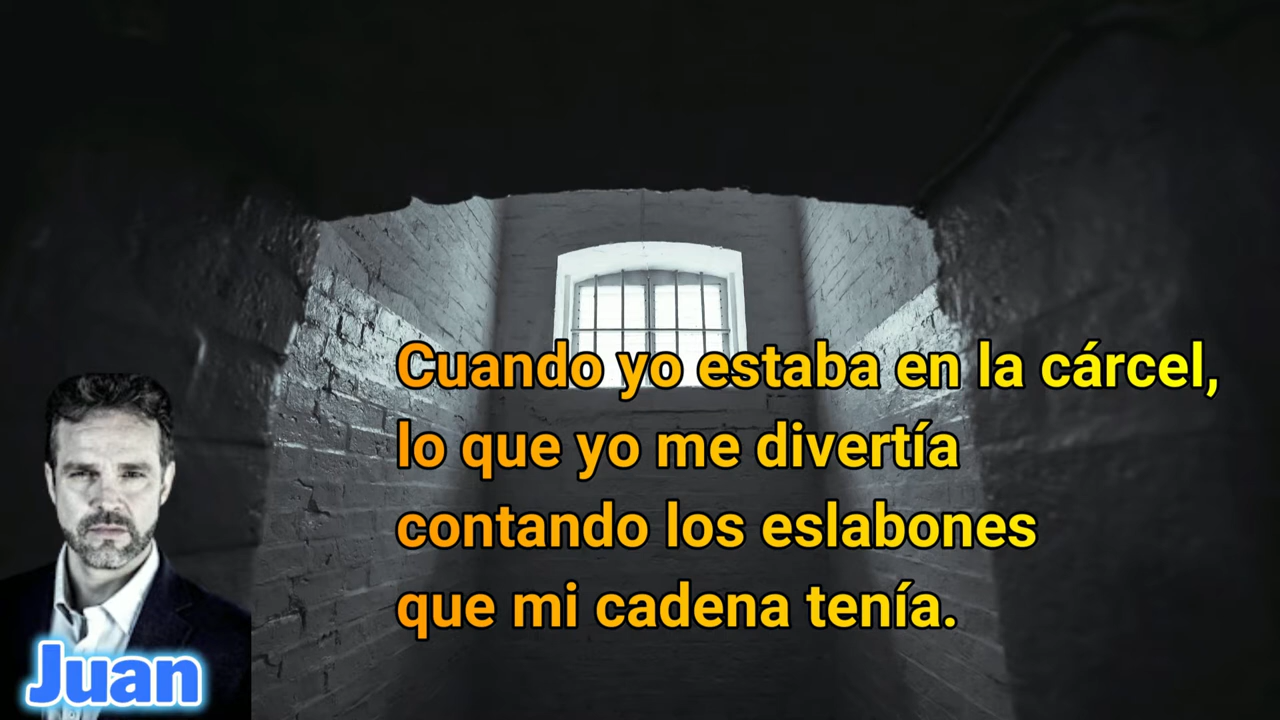 Cuando yo estaba en la cárcel,
lo que yo me divertía
contando los eslabones
que mi cadena tenía.
Juan